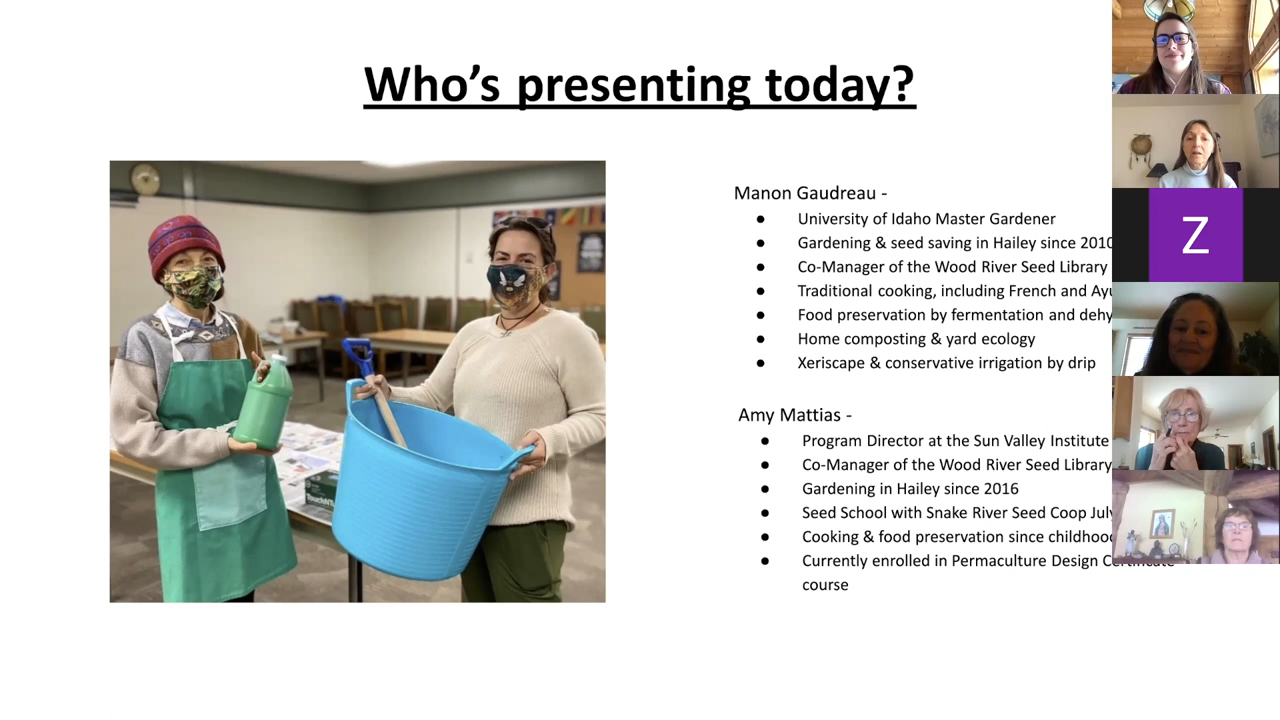 Who's presenting today?
Manon Gaudreau -
● University of Idaho Master Gardener
● Gardening & seed saving in Hailey since 2010
● Co-Manager of the Wood River Seed Library
● Traditional cooking, including French and
● Food preservation by fermentation and
● Home composting & yard ecology
● Xeriscape & conservative irrigation by drip
Amy Mattias -
● Program Director at the Sun Valley Institute
● Co-Manager of the Wood River Seed Library
● Gardening in Hailey since 2016
● Seed School with Snake River Seed Coop July
● Cooking & food preservation since childhood
● Currently enrolled in Permaculture Design Certificate
course
Z